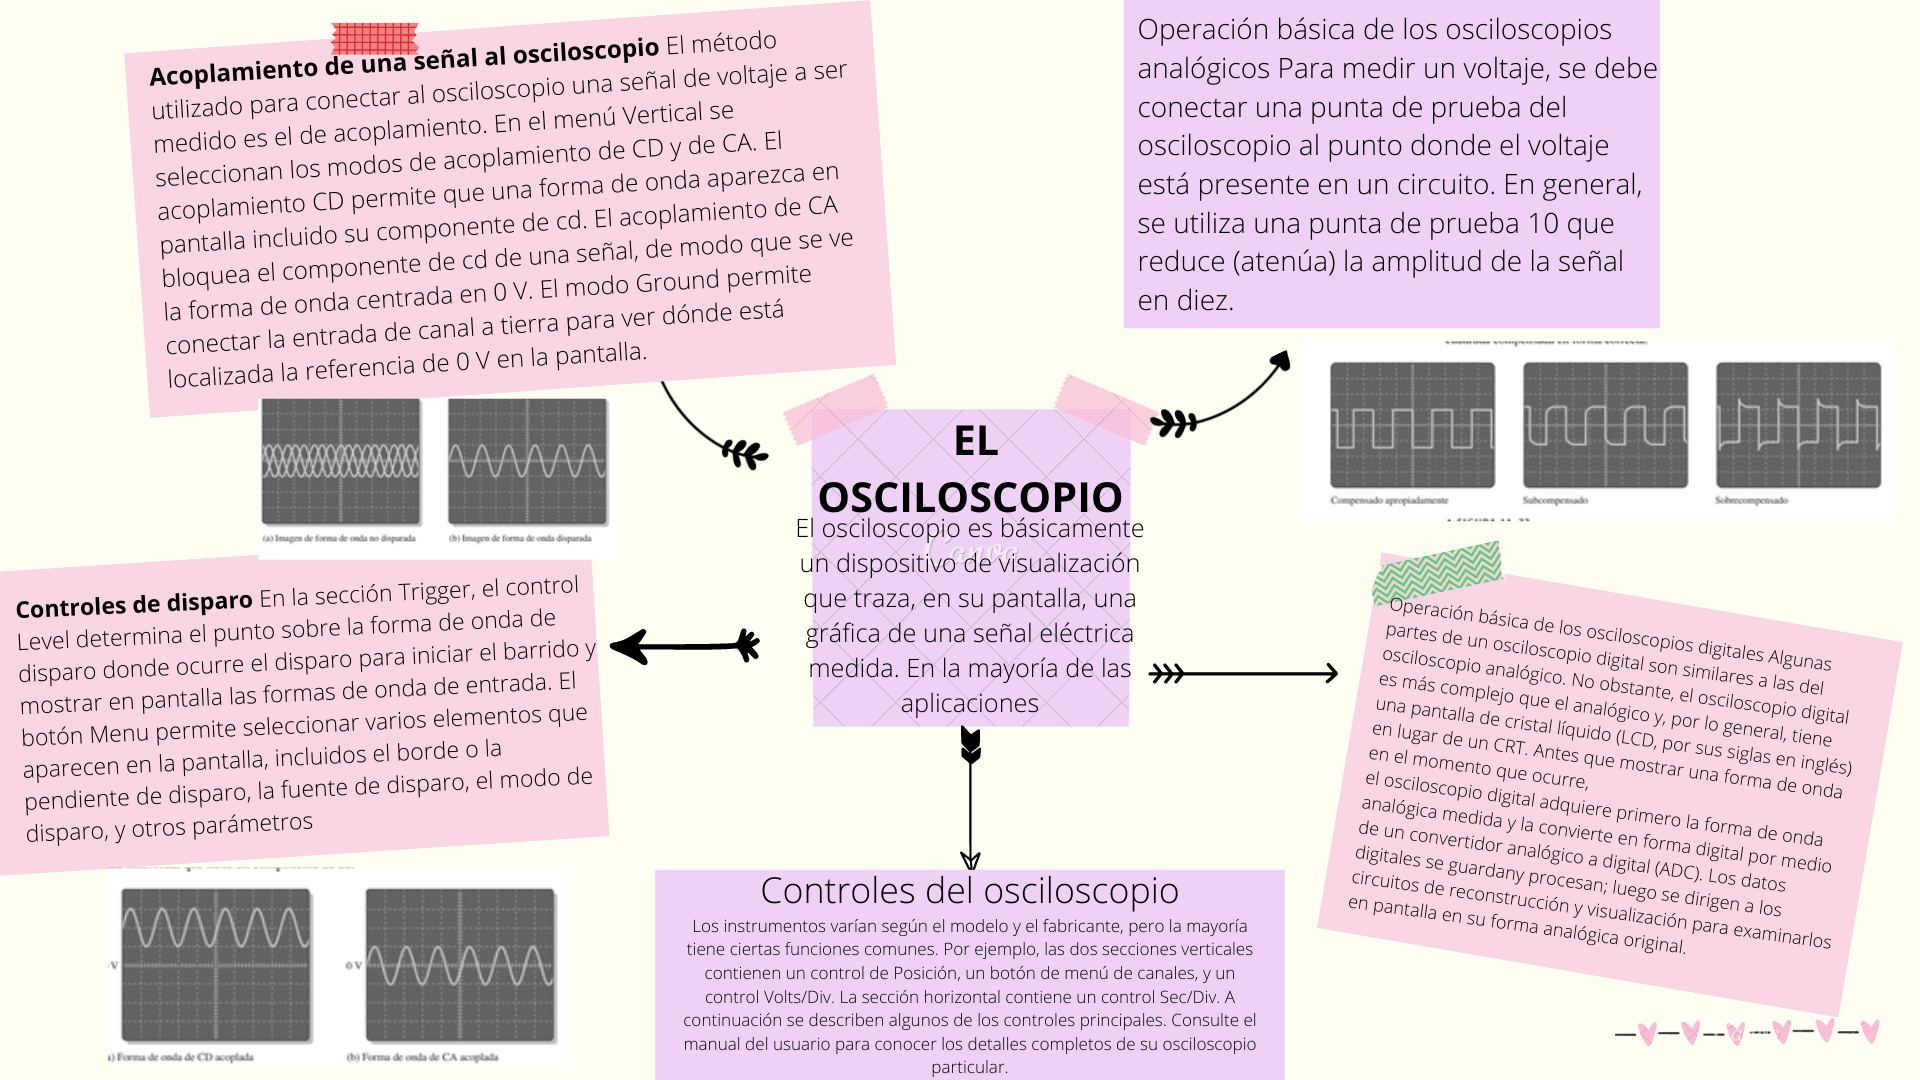 Acoplamiento de una señal al osciloscopio El método
utilizado para conectar al osciloscopio una señal de voltaje a ser
medido es el de acoplamiento. En el menú Vertical se
seleccionan los modos de acoplamiento de CD y de CA. El
acoplamiento CD permite que una forma de onda aparezca en
pantalla incluido su componente de cd. El acoplamiento de CA
bloquea el componente de cd de una señal, de modo que se ve
la forma de onda centrada en 0 V. El modo Ground permite
conectar la entrada de canal a tierra para ver dónde está
localizada la referencia de 0 V en la pantalla.
(a) Imagen de forma de onda no disparada
(b) Imagen de forma de onda disparada
Operación básica de los osciloscopios
analógicos Para medir un voltaje, se debe
conectar una punta de prueba del
osciloscopio al punto donde el voltaje
está presente en un circuito. En general,
se utiliza una punta de prueba 10 que
reduce (atenúa) la amplitud de la señal
en diez.
cuadrada compensada en forma correcta.
Compensado apropiadamente
Subcompensado
Sobrecompensado
EL
OSCILOSCOPIO
El osciloscopio es básicamente
un dispositivo de visualización
que traza, en su pantalla, una
gráfica de una señal eléctrica
medida. En la mayoría de las
aplicaciones
Canva
Controles de disparo En la sección Trigger, el control
Level determina el punto sobre la forma de onda de
disparo donde ocurre el disparo para iniciar el barrido y
mostrar en pantalla las formas de onda de entrada. El
botón Menu permite seleccionar varios elementos que
aparecen en la pantalla, incluidos el borde o la
pendiente de disparo, la fuente de disparo, el modo de
disparo, y otros parámetros
V
0 V
a) Forma de onda de CD acoplada
(b) Forma de onda de CA acoplada
Controles del osciloscopio
Los instrumentos varían según el modelo y el fabricante, pero la mayoría
tiene ciertas funciones comunes. Por ejemplo, las dos secciones verticales
contienen un control de Posición, un botón de menú de canales, y un
control Volts/Div. La sección horizontal contiene un control Sec/Div. A
continuación se describen algunos de los controles principales. Consulte el
manual del usuario para conocer los detalles completos de su osciloscopio
particular.
Operación básica de los osciloscopios digitales Algunas
partes de un osciloscopio digital son similares a las del
osciloscopio analógico. No obstante, el osciloscopio digital
es más complejo que el analógico y, por lo general, tiene
una pantalla de cristal líquido (LCD, por sus siglas en inglés)
en lugar de un CRT. Antes que mostrar una forma de onda
en el momento que ocurre,
el osciloscopio digital adquiere primero la forma de onda
analógica medida y la convierte en forma digital por medio
de un convertidor analógico a digital (ADC). Los datos
digitales se guardany procesan; luego se dirigen a los
circuitos de reconstrucción y visualización para examinarlos
en pantalla en su forma analógica original.